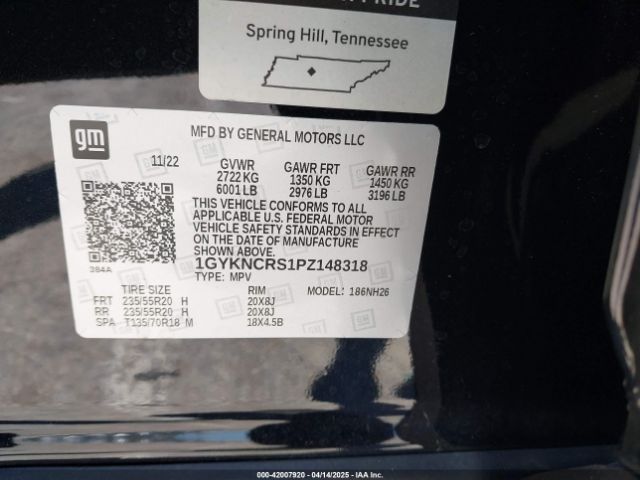 PRIDE
Spring Hill, Tennessee
gm
MFD BY GENERAL MOTORS LLC
11/22
GVWR GAWR FRT GAWR RR
2722 KG 1350 KG 1450 KG
6001 LB 2976 LB 3196 LB
THIS VEHICLE CONFORMS TO ALL
APPLICABLE U.S. FEDERAL MOTOR
VEHICLE SAFETY STANDARDS IN EFFECT
ON THE DATE OF MANUFACTURE
SHOWN ABOVE.
384A
1GYKNCRS1PZ148318
TYPE: MPV
TIRE SIZE RIM MODEL: 186NH26
FRT 235/55R20 H 20X8J
RR 235/55R20 H 20X8J
SPA T135/70R18 M 18X4.5B
000-42007920 - 04/14/2025 - IAA Inc.